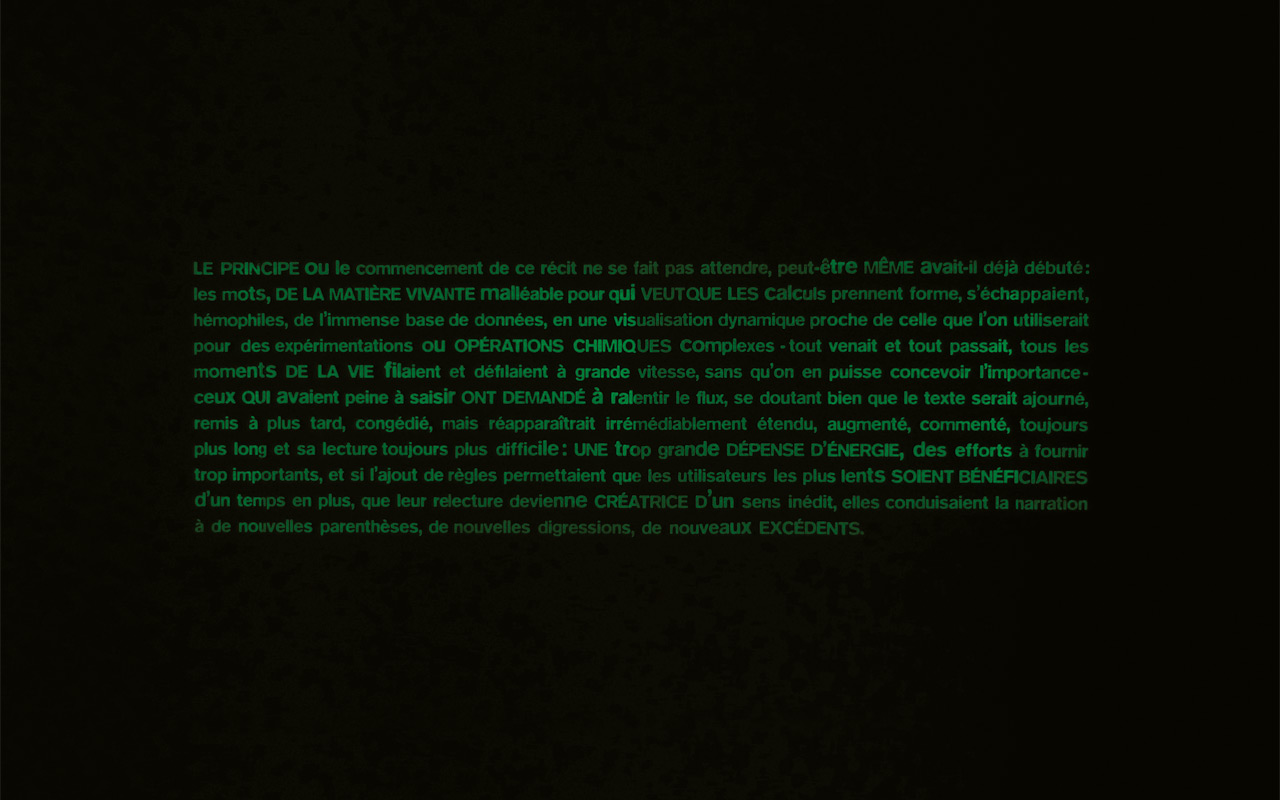 LE PRINCIPE OU le commencement de ce récit ne se fait pas attendre, peut-être MÊME avait-il déjà débuté :
les mots, DE LA MATIÈRE VIVANTE malléable pour qui VEUT QUE LES calculs prennent forme, s'échappaient,
hémophiles, de l'immense base de données, en une visualisation dynamique proche de celle que l'on utiliserait
pour des expérimentations ou OPÉRATIONS CHIMIQUES complexes - tout venait et tout passait, tous les
moments DE LA VIE filaient et défilaient à grande vitesse, sans qu'on en puisse concevoir l'importance -
ceux QUI avaient peine à saisir ONT DEMANDÉ à ralentir le flux, se doutant bien que le texte serait ajourné,
remis à plus tard, congédié, mais réapparaîtrait irrémédiablement étendu, augmenté, commenté, toujours
plus long et sa lecture toujours plus difficile : UNE trop grande DÉPENSE D'ÉNERGIE, des efforts à fournir
trop importants, et si l'ajout de règles permettaient que les utilisateurs les plus lents SOIENT BÉNÉFICIAIRES
d'un temps en plus, que leur relecture devienne CRÉATRICE D'un sens inédit, elles conduisaient la narration
à de nouvelles parenthèses, de nouvelles digressions, de nouveaux EXCÉDENTS.